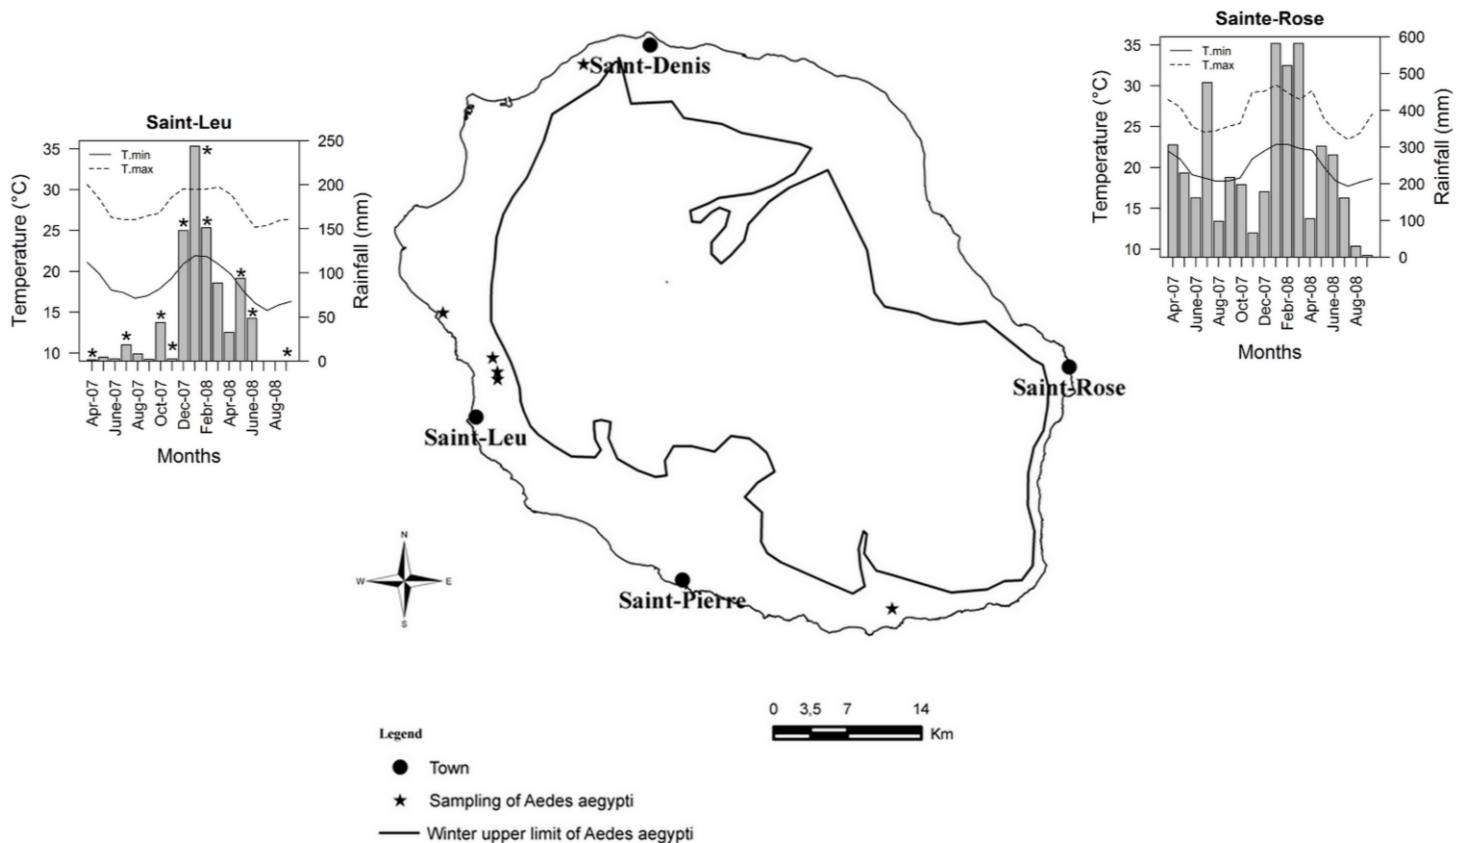 Saint-Leu
T.min
T.max
Temperature (°C)
35
30
25
20
15
10
250
200
150
100
50
0
Rainfall (mm)
* * * * * * * * * * *
Apr-07
June-07
Aug-07
Oct-07
Dec-07
Febr-08
Apr-08
June-08
Aug-08
Months
Saint-Denis
Saint-Rose
Saint-Leu
Saint-Pierre
Sainte-Rose
T.min
T.max
Temperature (°C)
35
30
25
20
15
10
600
500
400
300
200
100
0
Rainfall (mm)
Apr-07
June-07
Aug-07
Oct-07
Dec-07
Febr-08
Apr-08
June-08
Aug-08
Months
N
W E
S
0 3,5 7 14
Km
Legend
Town
Sampling of Aedes aegypti
Winter upper limit of Aedes aegypti